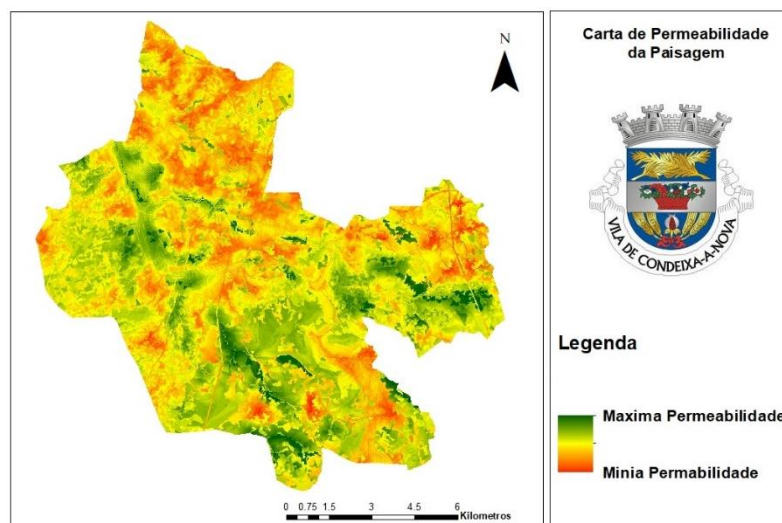 N
Carta de Permeabilidade
da Paisagem
VILA DE CONDEIXA-A-NOVA
Legenda
Maxima Permeabilidade
Minia Permabilidade
0 0.75 1.5 3 4.5 6
Kilometros